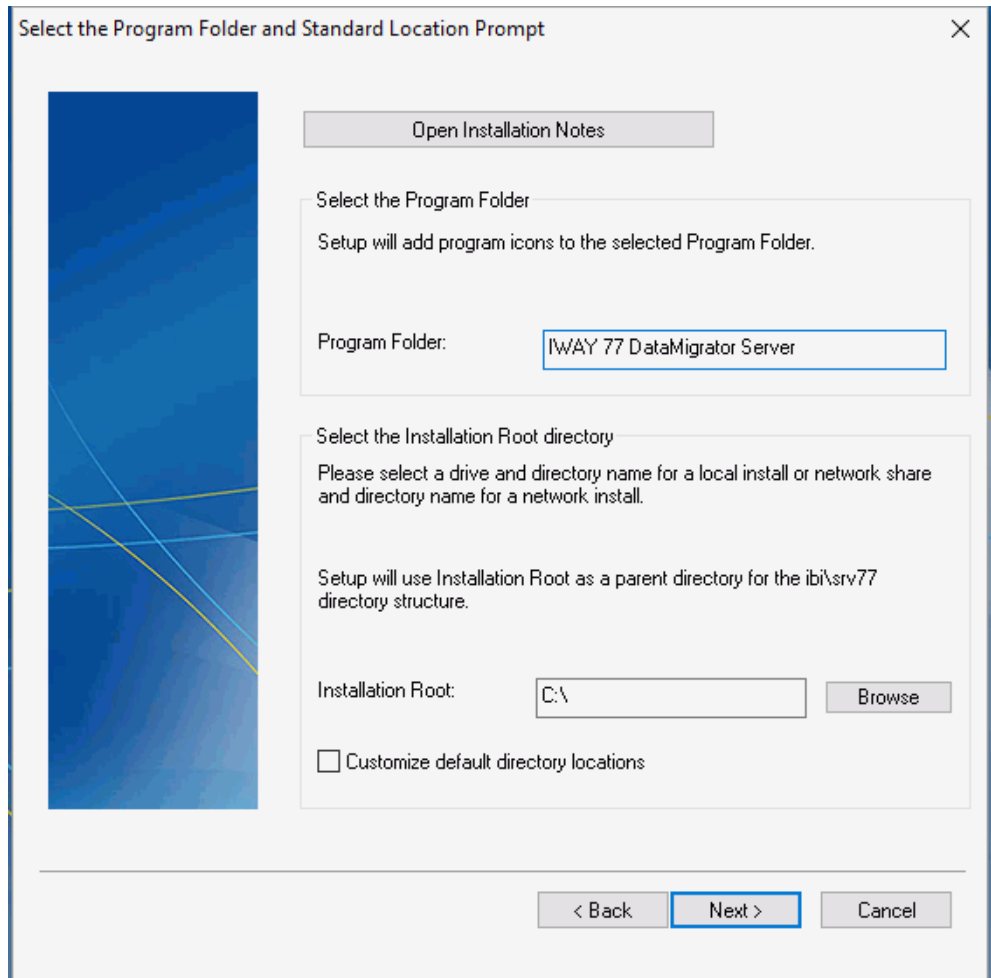 Select the Program Folder and Standard Location Prompt
Open Installation Notes
Select the Program Folder
Setup will add program icons to the selected Program Folder.
Program Folder:
IWAY 77 DataMigrator Server
Select the Installation Root directory
Please select a drive and directory name for a local install or network share
and directory name for a network install.
Setup will use Installation Root as a parent directory for the ibi\srv77
directory structure.
Installation Root:
C:\
Browse
Customize default directory locations
< Back
Next >
Cancel